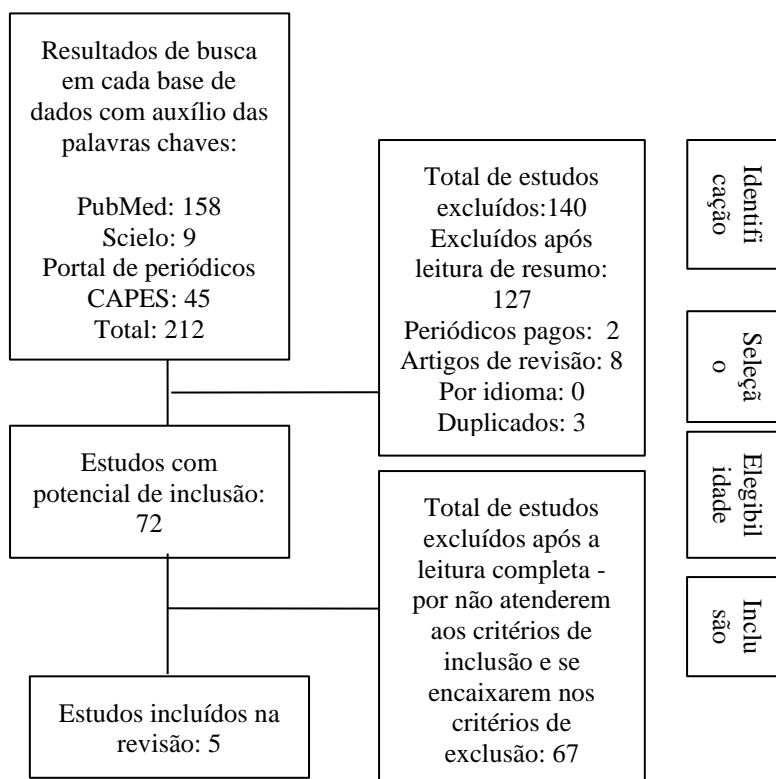 Resultados de busca
em cada base de
dados com auxílio das
palavras chaves:
PubMed: 158
Scielo: 9
Portal de periódicos
CAPES: 45
Total: 212
Total de estudos
excluídos:140
Excluídos após
leitura de resumo:
127
Periódicos pagos:  2
Artigos de revisão: 8
Por idioma: 0
Duplicados: 3
Estudos com
potencial de inclusão:
72
Total de estudos
excluídos após a
leitura completa -
por não atenderem
aos critérios de
inclusão e se
encaixarem nos
critérios de
exclusão: 67
Estudos incluídos na
revisão: 5
Identifi
cação
Seleçã
o
Elegibil
idade
Inclu
são